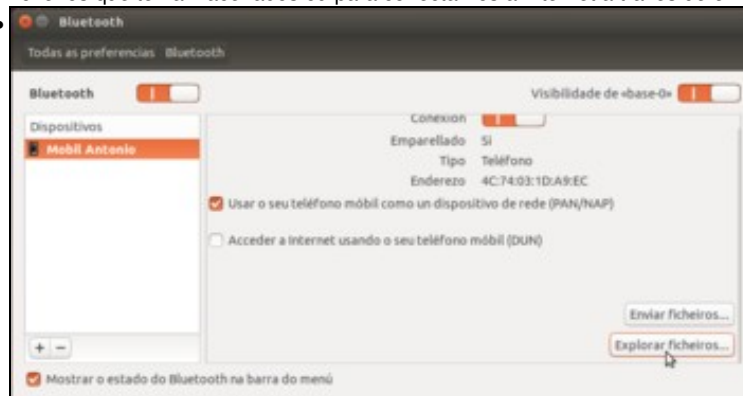 Bluetooth
Todas as preferencias Bluetooth
Bluetooth
Visibilidade de «base-0»
Dispositivos
Mobil Antonio
Conexión
Emparellado Si
Tipo Teléfono
Enderezo 4C:74:03:1D:A9:EC
Usar o seu teléfono móbil como un dispositivo de rede (PAN/NAP)
Acceder a Internet usando o seu teléfono móbil (DUN)
Enviar ficheiros...
Explorar ficheiros...
+ −
Mostrar o estado do Bluetooth na barra do menú